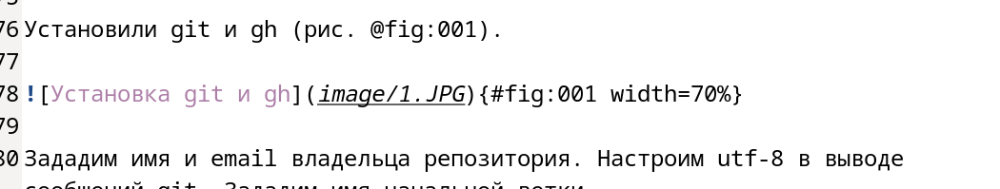 76 Установили git и gh (рис. @fig:001).
77
78 ![Установка git и gh](image/1.JPG){#fig:001 width=70%}
79
80 Зададим имя и email владельца репозитория. Настроим utf-8 в выводе
сообщений git. Зададим имя начальной ветки